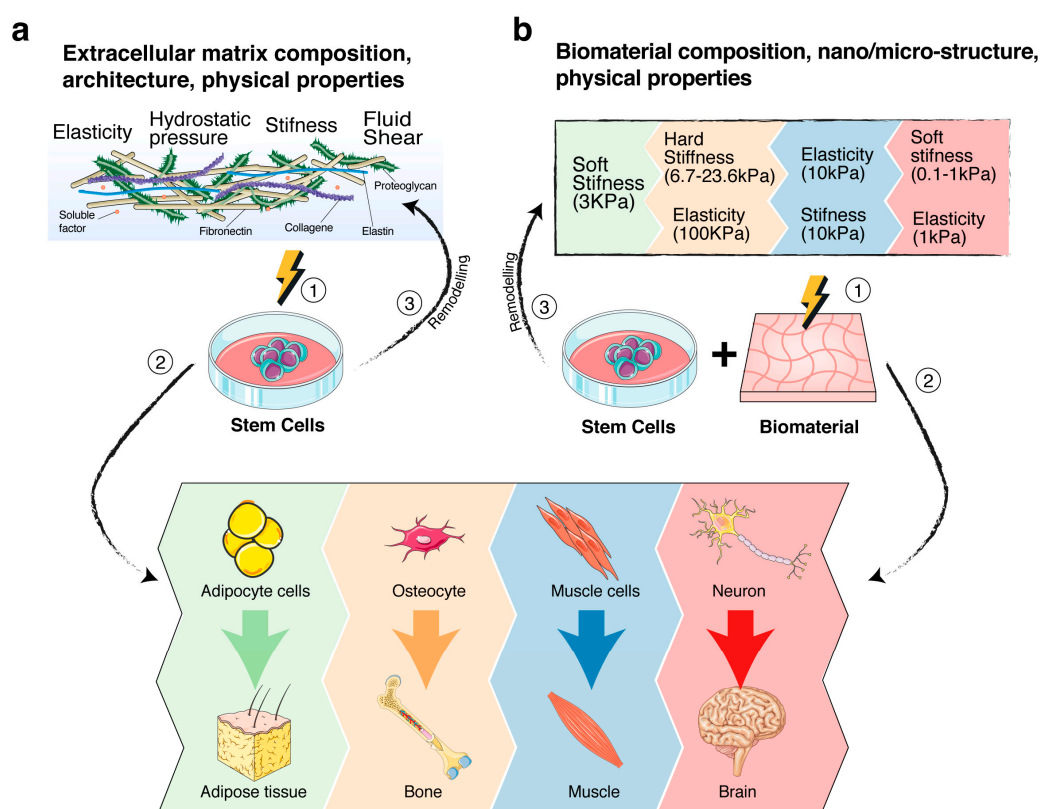 a
Extracellular matrix composition,
architecture, physical properties
Elasticity
Hydrostatic
pressure
Stifness
Fluid
Shear
Proteoglycan
Soluble
factor
Fibronectin
Collagene
Elastin
1
2
3
Remodelling
Stem Cells
b
Biomaterial composition, nano/micro-structure,
physical properties
Soft
Stifness
(3KPa)
Hard
Stiffness
(6.7-23.6kPa)
Elasticity
(100KPa)
Elasticity
(10kPa)
Stifness
(10kPa)
Soft
stifness
(0.1-1kPa)
Elasticity
(1kPa)
Remodelling
3
1
2
+
Stem Cells
Biomaterial
Adipocyte cells
Osteocyte
Muscle cells
Neuron
Adipose tissue
Bone
Muscle
Brain